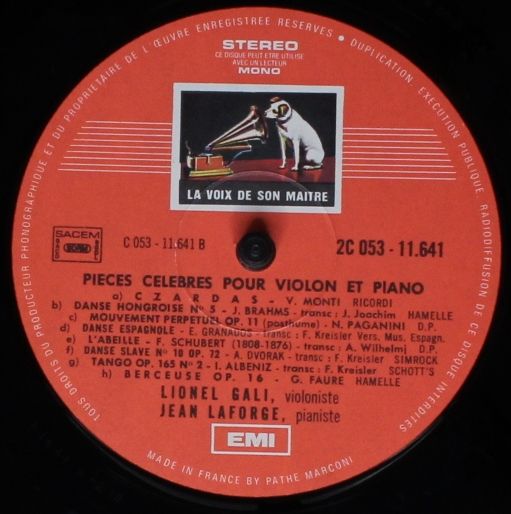 TOUS DROITS DU PRODUCTEUR PHONOGRAPHIQUE ET DU PROPRIETAIRE DE L'ŒUVRE ENREGISTREE RESERVES • DUPLICATION, EXECUTION PUBLIQUE, RADIODIFFUSION DE CE DISQUE INTERDITES
STEREO
CE DISQUE PEUT ETRE UTILISE
AVEC UN LECTEUR
MONO
LA VOIX DE SON MAITRE
SACEM
C 053 - 11.641 B
2C 053 - 11.641
PIECES CELEBRES POUR VIOLON ET PIANO
a) CZARDAS - V. MONTI RICORDI
b) DANSE HONGROISE N° 5 - J. BRAHMS - transc : J. Joachim HAMELLE
c) MOUVEMENT PERPETUEL OP. 11 (posthume) - N. PAGANINI D.P.
d) DANSE ESPAGNOLE - E. GRANADOS - transc : F. Kreisler Vers. Mus. Espagn.
e) L'ABEILLE - F. SCHUBERT (1808-1876) - transc : A. Wilhelmj D.P.
f) DANSE SLAVE N° 10 OP. 72 - A. DVORAK - transc : F. Kreisler SIMROCK
g) TANGO OP. 165 N° 2 - I. ALBENIZ - transc : F. Kreisler SCHOTT'S
h) BERCEUSE OP. 16 - G. FAURE HAMELLE
LIONEL GALI, violoniste
JEAN LAFORGE, pianiste
EMI
MADE IN FRANCE BY PATHE MARCONI